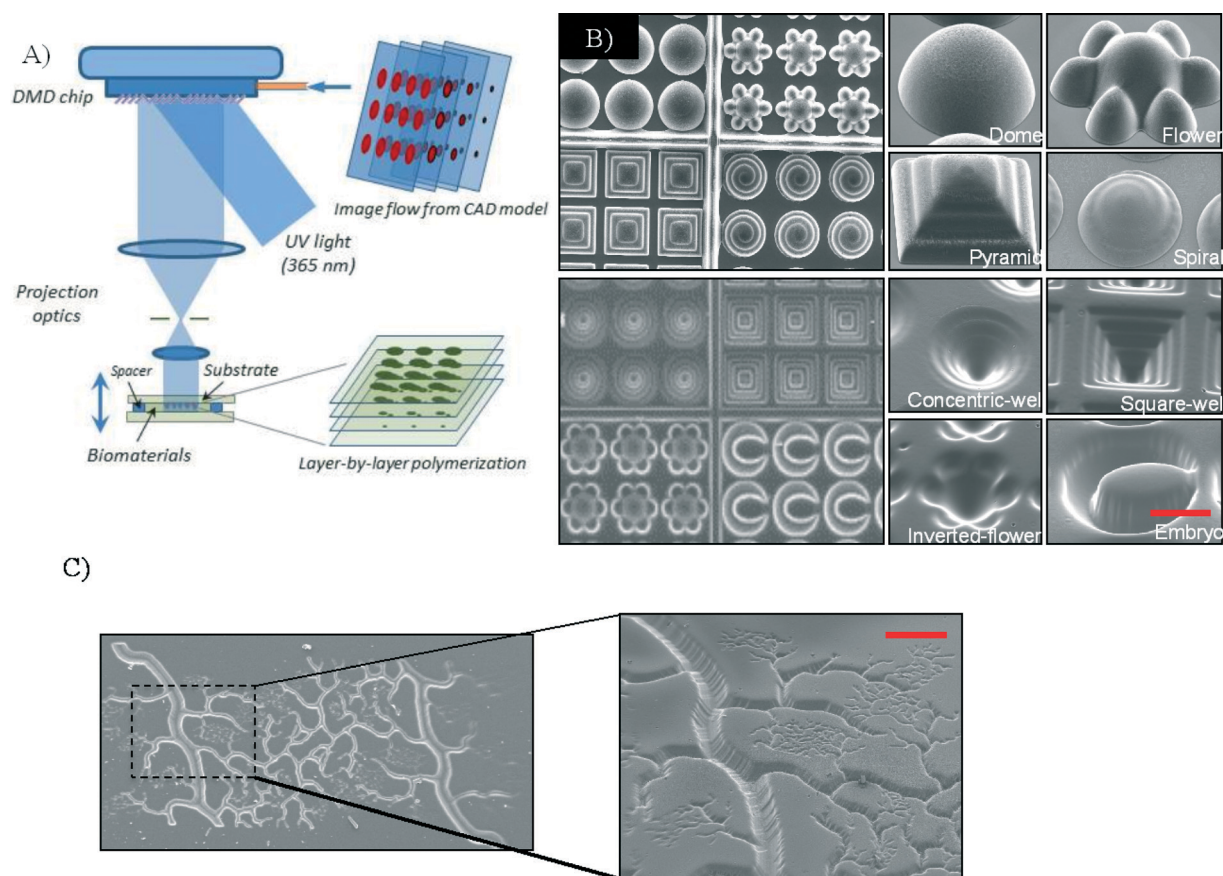 A)
DMD chip
Image flow from CAD model
UV light
(365 nm)
Projection
optics
Spacer
Substrate
Biomaterials
Layer-by-layer polymerization
B)
Dome
Flower
Pyramid
Spiral
Concentric-wel
Square-wel
Inverted-flower
Embryo
C)